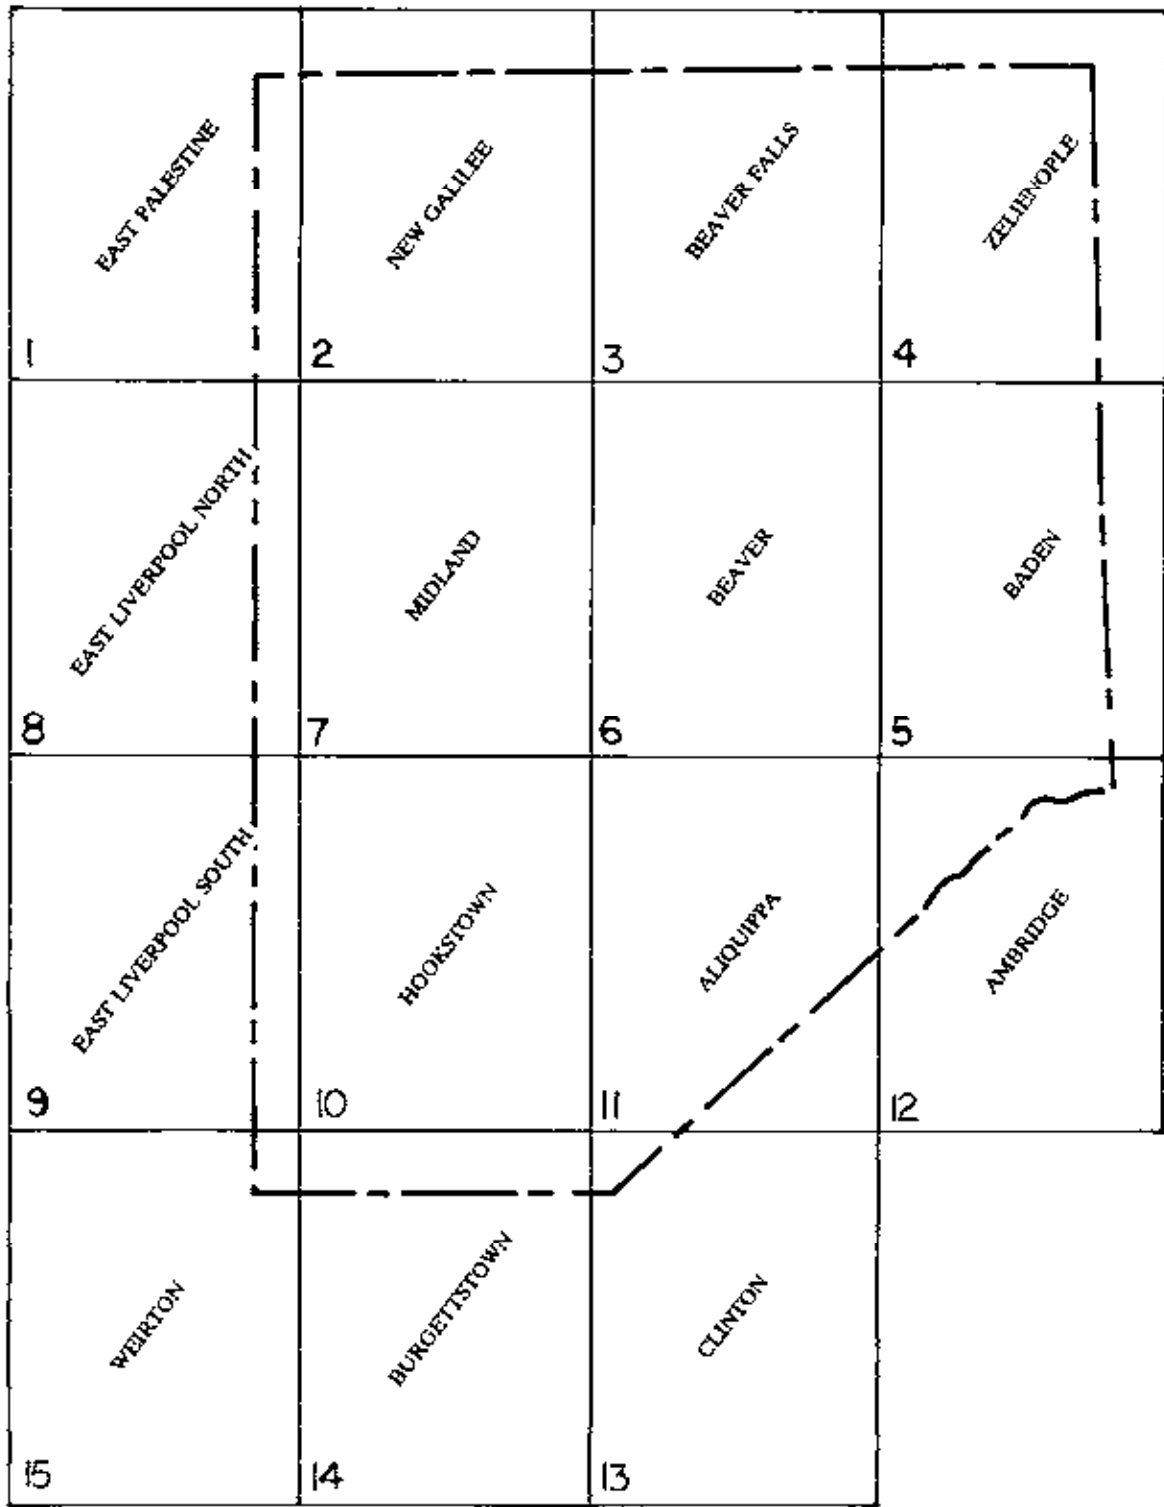 EAST PALESTINE
NEW GALILEE
BEAVER FALLS
ZELIENOPLE
1
2
3
4
EAST LIVERPOOL NORTH
MIDLAND
BEAVER
BADEN
8
7
6
5
EAST LIVERPOOL SOUTH
HOOKSTOWN
ALIQUIPPA
AMBRIDGE
9
10
11
12
WEIRTON
BURGETTSTOWN
CLINTON
15
14
13